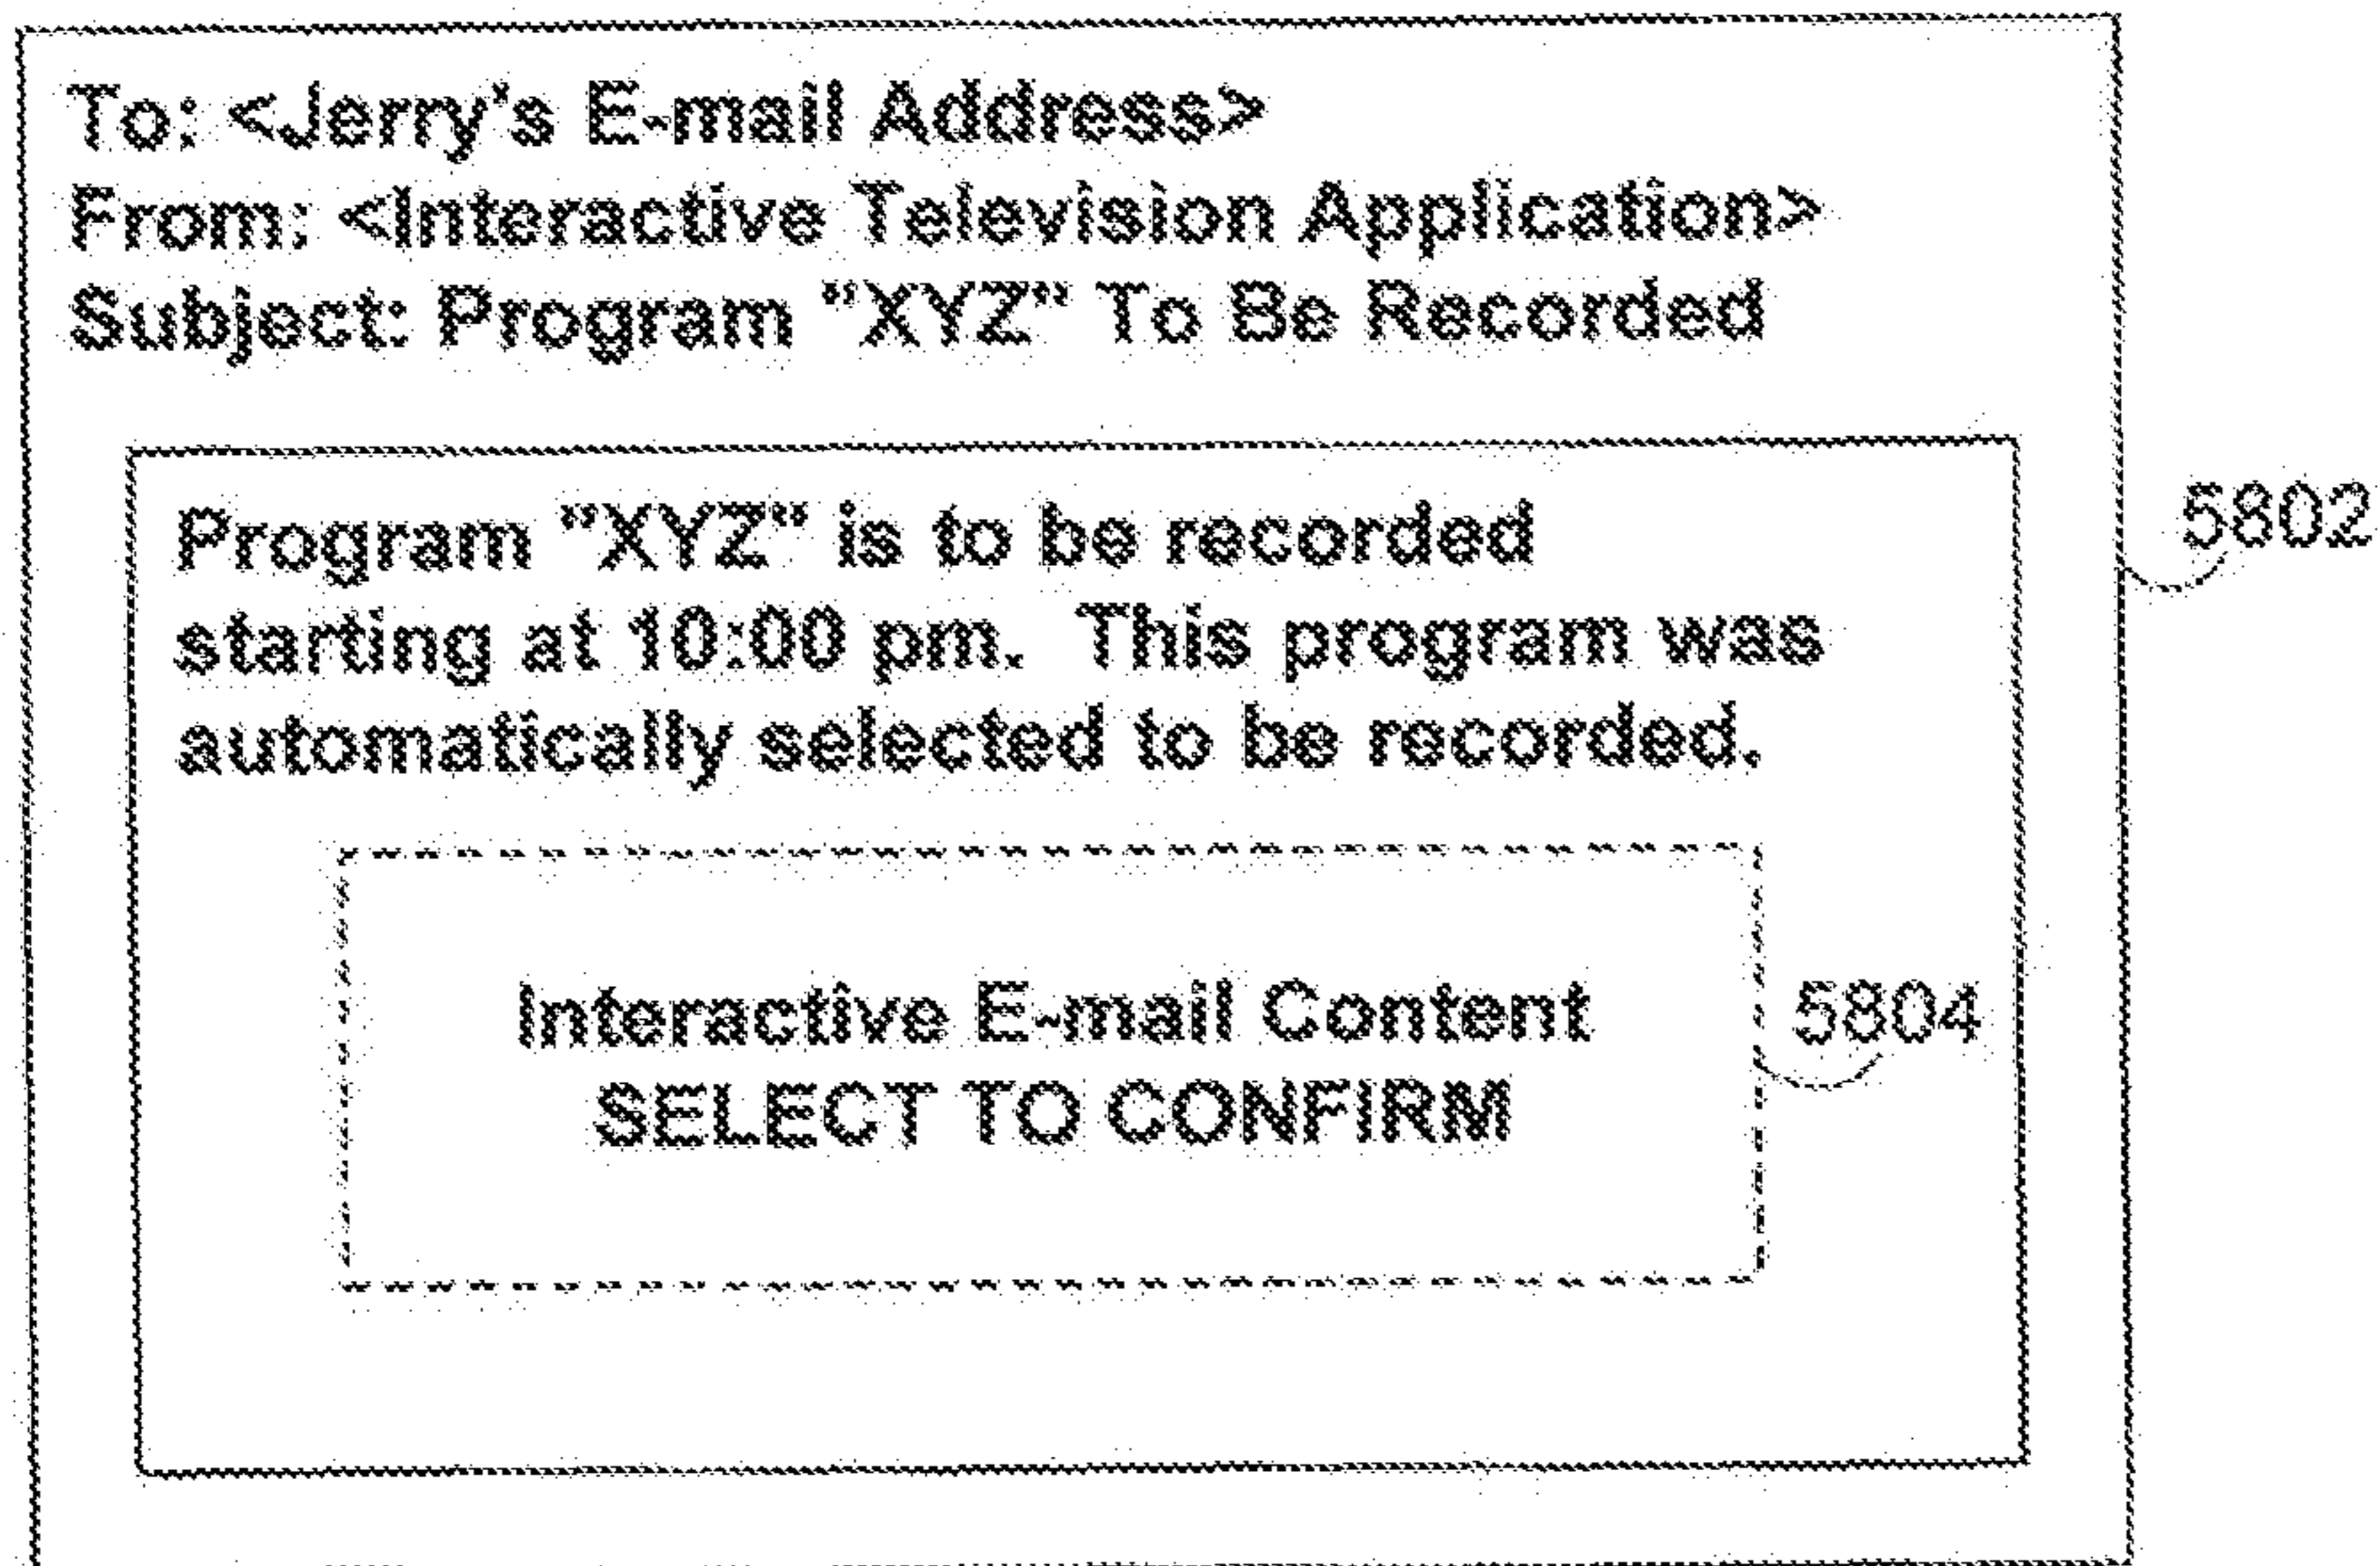 To: <Jerry's E-mail Address>
From: <Interactive Television Application>
Subject: Program "XYZ" To Be Recorded
Program "XYZ" is to be recorded
starting at 10:00 pm.  This program was
automatically selected to be recorded.
5802
Interactive E-mail Content
SELECT TO CONFIRM
5804